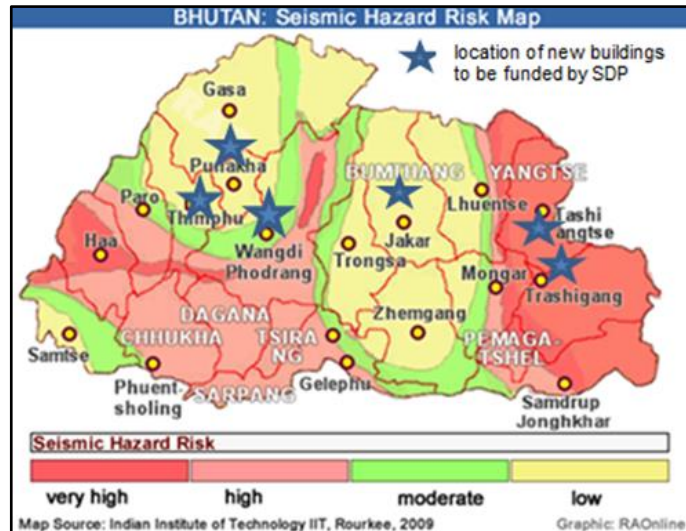 BHUTAN: Seismic Hazard Risk Map
location of new buildings
to be funded by SDP
Gasa
Punakha
BUMTHANG
YANGTSE
Paro
Thimphu
Lhuentse
Tashi
angtse
Haa
Wangdi
Phodrang
Jakar
Trongsa
Mongar
Trashigang
DAGANA
Zhemgang
Samtse
CHHUKHA
TSIRA
NG
PEMAGA-
TSHEL
Phuent-
sholing
SARPANG
Gelephu
Samdrup
Jonghkhar
Seismic Hazard Risk
very high
high
moderate
low
Map Source: Indian Institute of Technology IIT, Rourkee, 2009
Graphic: RAOnline